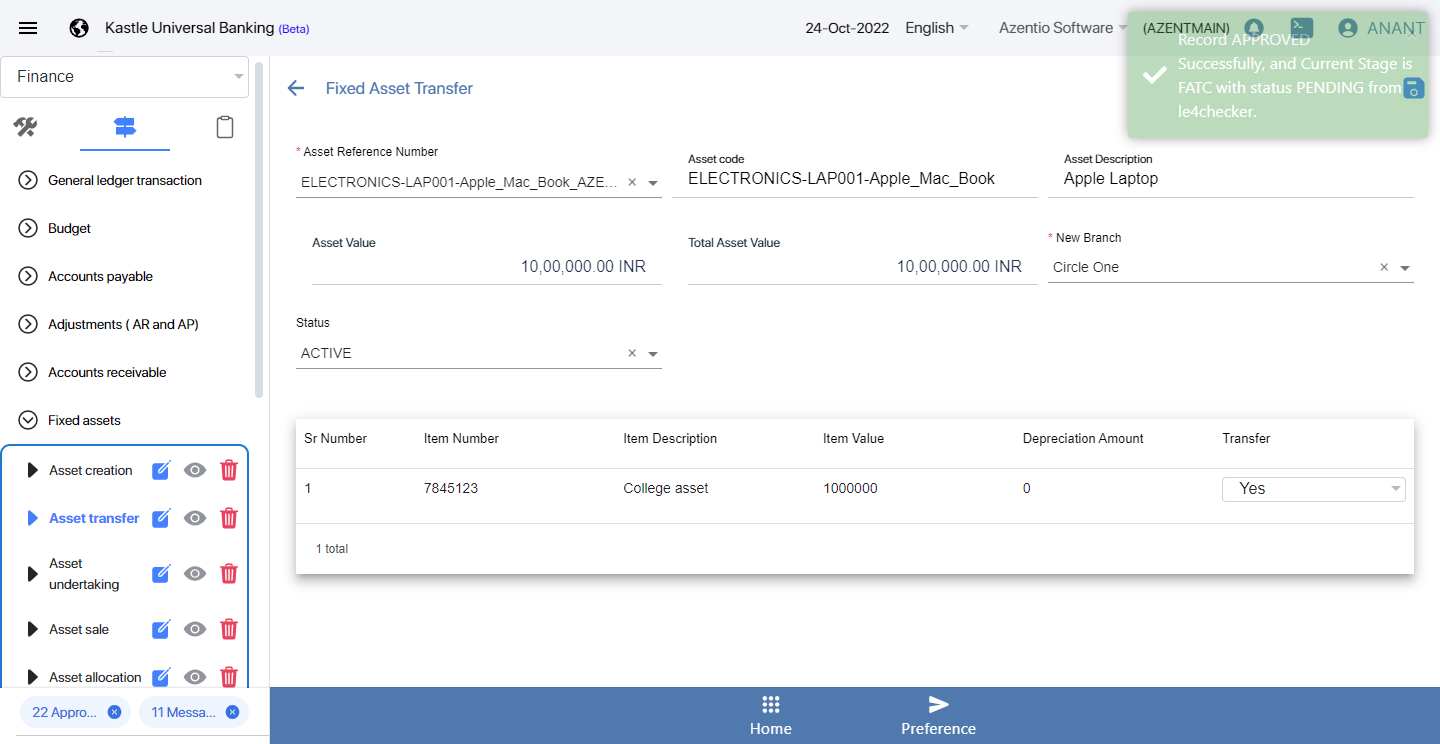 Kastle Universal Banking (Beta)
24-Oct-2022
English
Azentio Software
(AZENTMAIN)
ANANT
Record APPROVED
Successfully, and Current Stage is
FATC with status PENDING from
le4checker.
Finance
Fixed Asset Transfer
General ledger transaction
Budget
Accounts payable
Adjustments ( AR and AP)
Accounts receivable
Fixed assets
Asset creation
Asset transfer
Asset
undertaking
Asset sale
Asset allocation
22 Appro...
11 Messa...
* Asset Reference Number
ELECTRONICS-LAP001-Apple_Mac_Book_AZE...
Asset code
ELECTRONICS-LAP001-Apple_Mac_Book
Asset Description
Apple Laptop
Asset Value
10,00,000.00 INR
Total Asset Value
10,00,000.00 INR
* New Branch
Circle One
Status
ACTIVE
Sr Number Item Number Item Description Item Value Depreciation Amount Transfer
1 7845123 College asset 1000000 0 Yes
1 total
Home
Preference